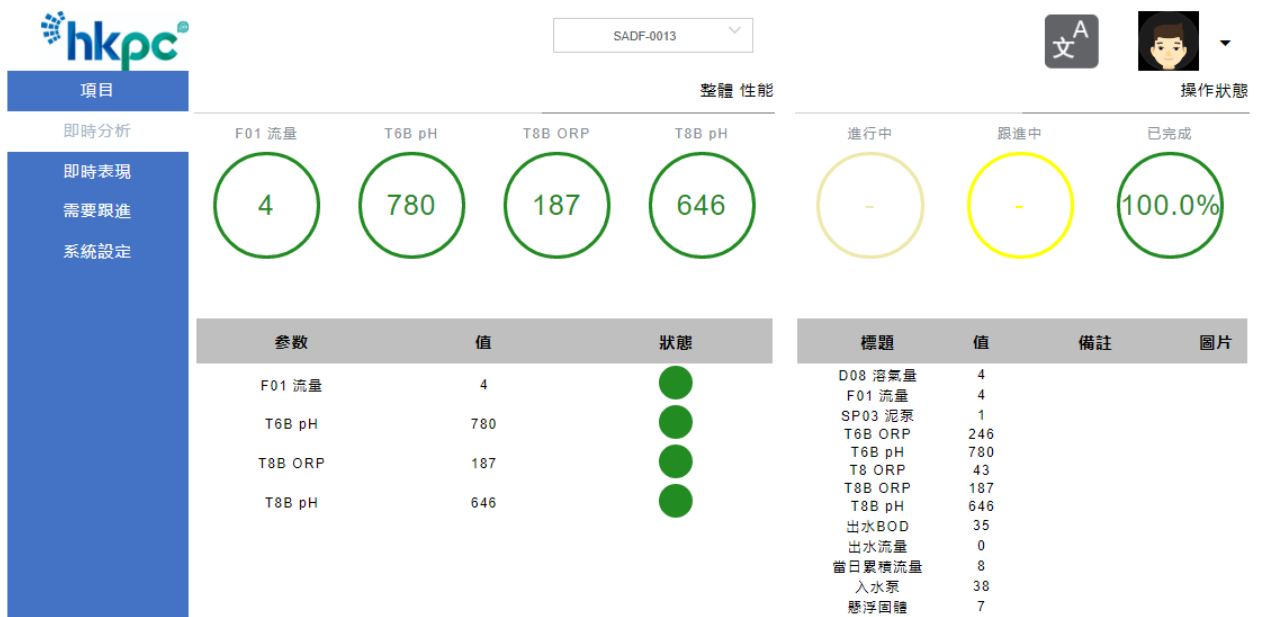 hkpc
SADF-0013
文A
項目
即時分析
即時表現
需要跟進
系統設定
整體 性能
F01 流量 T6B pH T8B ORP T8B pH
4 780 187 646
操作狀態
進行中 跟進中 已完成
- - 100.0%
参数 值 狀態
F01 流量 4
T6B pH 780
T8B ORP 187
T8B pH 646
標題 值 備註 圖片
D08 溶氣量 4
F01 流量 4
SP03 泥泵 1
T6B ORP 246
T6B pH 780
T8 ORP 43
T8B ORP 187
T8B pH 646
出水BOD 35
出水流量 0
當日累積流量 8
入水泵 38
懸浮固體 7